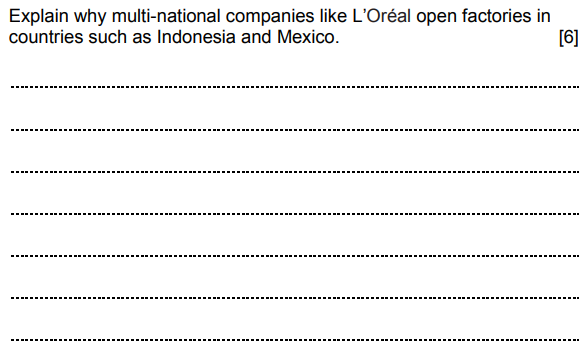 Explain why multi-national companies like L’Oréal open factories in
countries such as Indonesia and Mexico. [6]